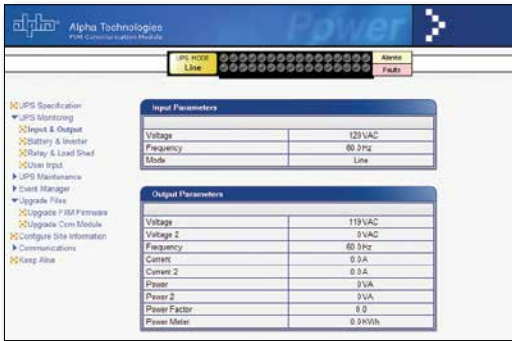 alpha
Alpha Technologies
FXM Communication Module
Power
UPS MODE
Line
Alerts
Faults
UPS Specification
UPS Monitoring
Input & Output
Battery & Inverter
Relay & Load Shed
User Input
UPS Maintenance
Event Manager
Upgrade Files
Upgrade FXM Firmware
Upgrade Com Module
Configure Site Information
Communications
Keep Alive
Input Parameters
Voltage 120 VAC
Frequency 60.0 Hz
Mode Line
Output Parameters
Voltage 119 VAC
Voltage 2 0 VAC
Frequency 60.0 Hz
Current 0.0 A
Current 2 0.0 A
Power 0 VA
Power 2 0 VA
Power Factor 0.0
Power Meter 0.0 KWh